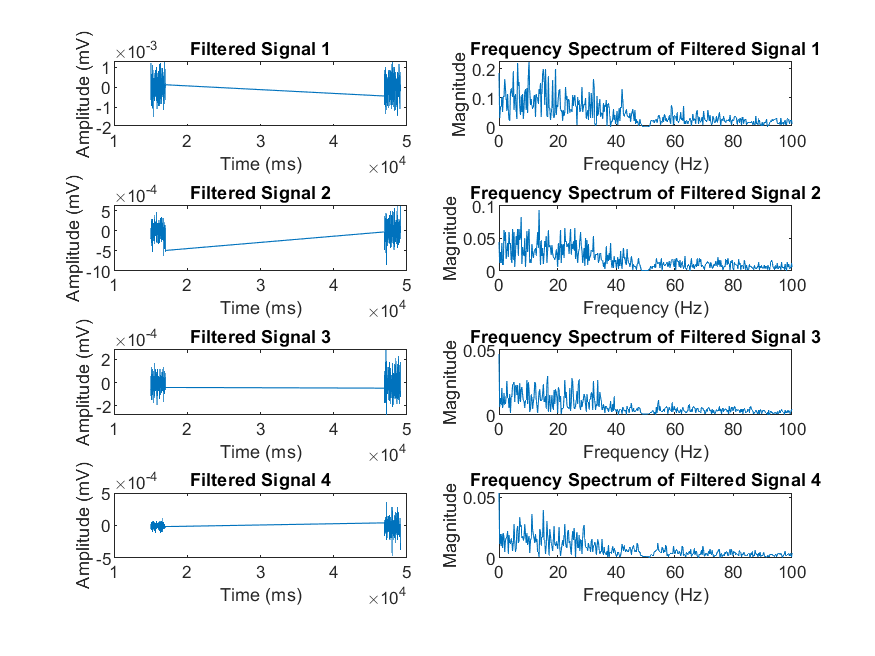 Filtered Signal 1
×10⁻³
Amplitude (mV)
1
0
-1
-2
1 2 3 4 5
Time (ms)
×10⁴
Frequency Spectrum of Filtered Signal 1
Magnitude
0.2
0.1
0
0 20 40 60 80 100
Frequency (Hz)
Filtered Signal 2
×10⁻⁴
Amplitude (mV)
5
0
-5
-10
1 2 3 4 5
Time (ms)
×10⁴
Frequency Spectrum of Filtered Signal 2
Magnitude
0.1
0.05
0
0 20 40 60 80 100
Frequency (Hz)
Filtered Signal 3
×10⁻⁴
Amplitude (mV)
2
0
-2
1 2 3 4 5
Time (ms)
×10⁴
Frequency Spectrum of Filtered Signal 3
Magnitude
0.05
0
0 20 40 60 80 100
Frequency (Hz)
Filtered Signal 4
×10⁻⁴
Amplitude (mV)
5
0
-5
1 2 3 4 5
Time (ms)
×10⁴
Frequency Spectrum of Filtered Signal 4
Magnitude
0.05
0
0 20 40 60 80 100
Frequency (Hz)